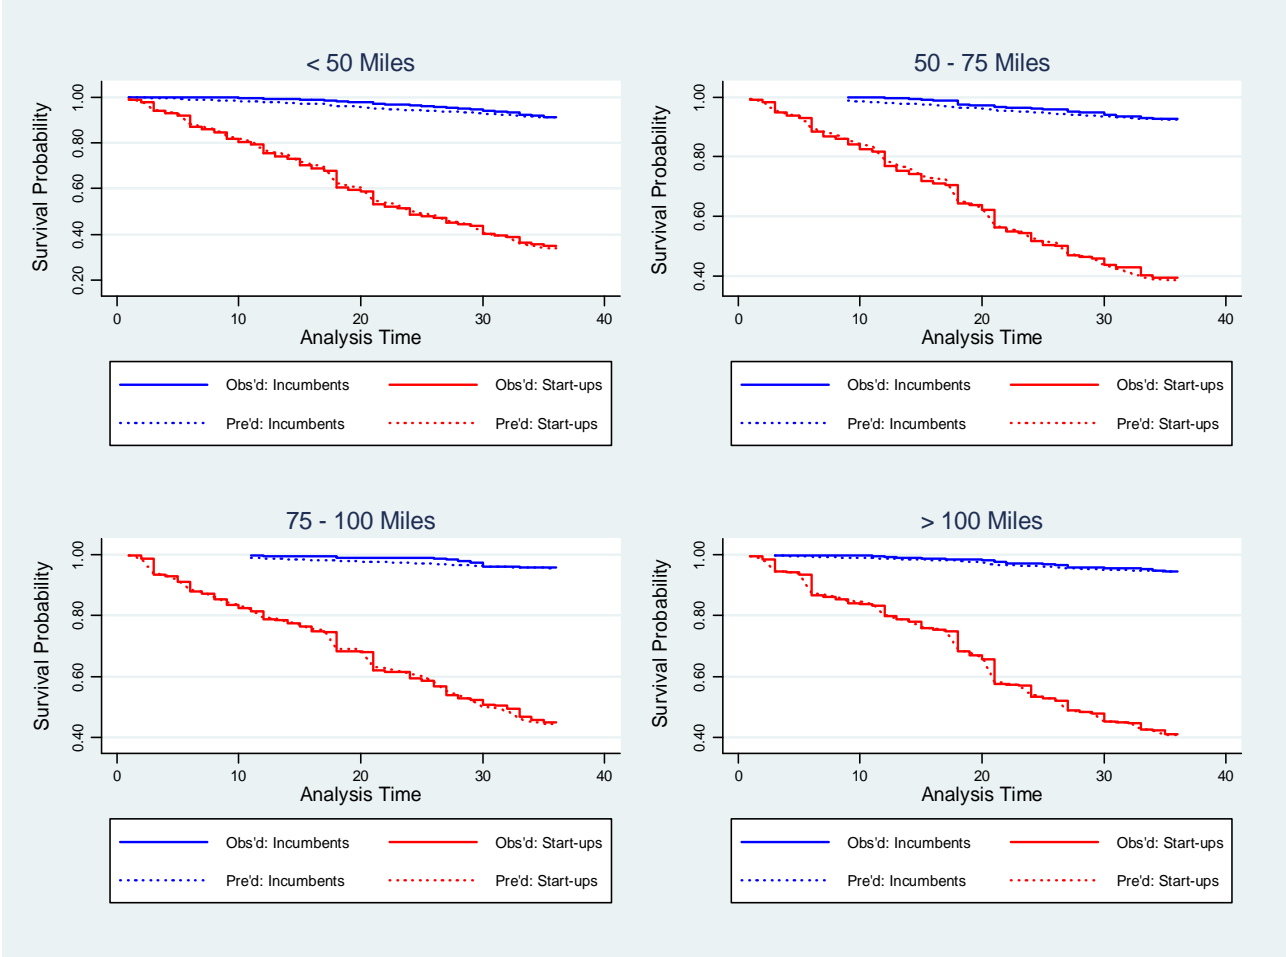 < 50 Miles
Survival Probability
1.00
0.80
0.60
0.40
0.20
0 10 20 30 40
Analysis Time
Obs'd: Incumbents Obs'd: Start-ups
Pre'd: Incumbents Pre'd: Start-ups
50 - 75 Miles
Survival Probability
1.00
0.80
0.60
0.40
0 10 20 30 40
Analysis Time
Obs'd: Incumbents Obs'd: Start-ups
Pre'd: Incumbents Pre'd: Start-ups
75 - 100 Miles
Survival Probability
1.00
0.80
0.60
0.40
0 10 20 30 40
Analysis Time
Obs'd: Incumbents Obs'd: Start-ups
Pre'd: Incumbents Pre'd: Start-ups
> 100 Miles
Survival Probability
1.00
0.80
0.60
0.40
0 10 20 30 40
Analysis Time
Obs'd: Incumbents Obs'd: Start-ups
Pre'd: Incumbents Pre'd: Start-ups